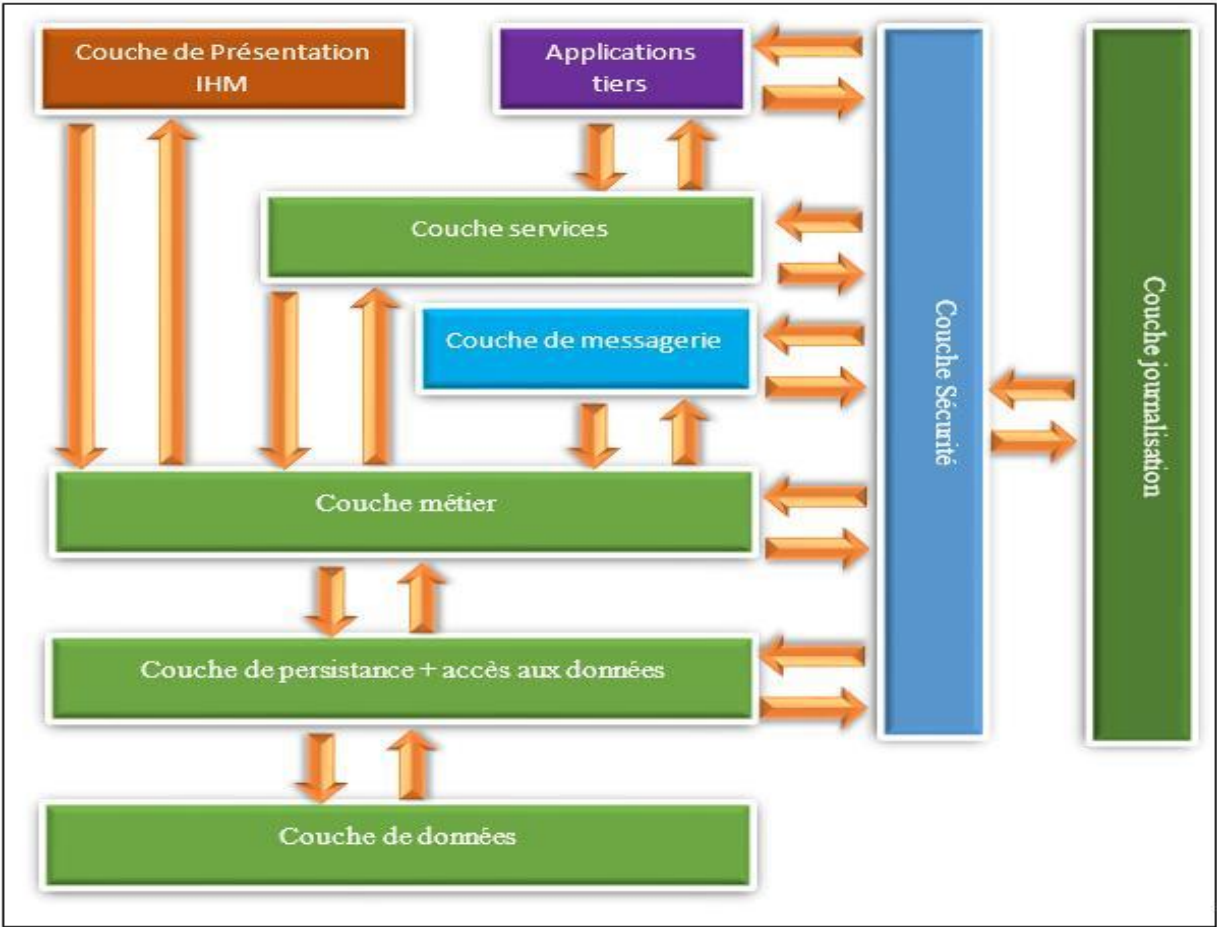 Couche de Présentation
IHM
Applications
tiers
Couche services
Couche de messagerie
Couche métier
Couche de persistance + accès aux données
Couche de données
Couche Sécurité
Couche journalisation